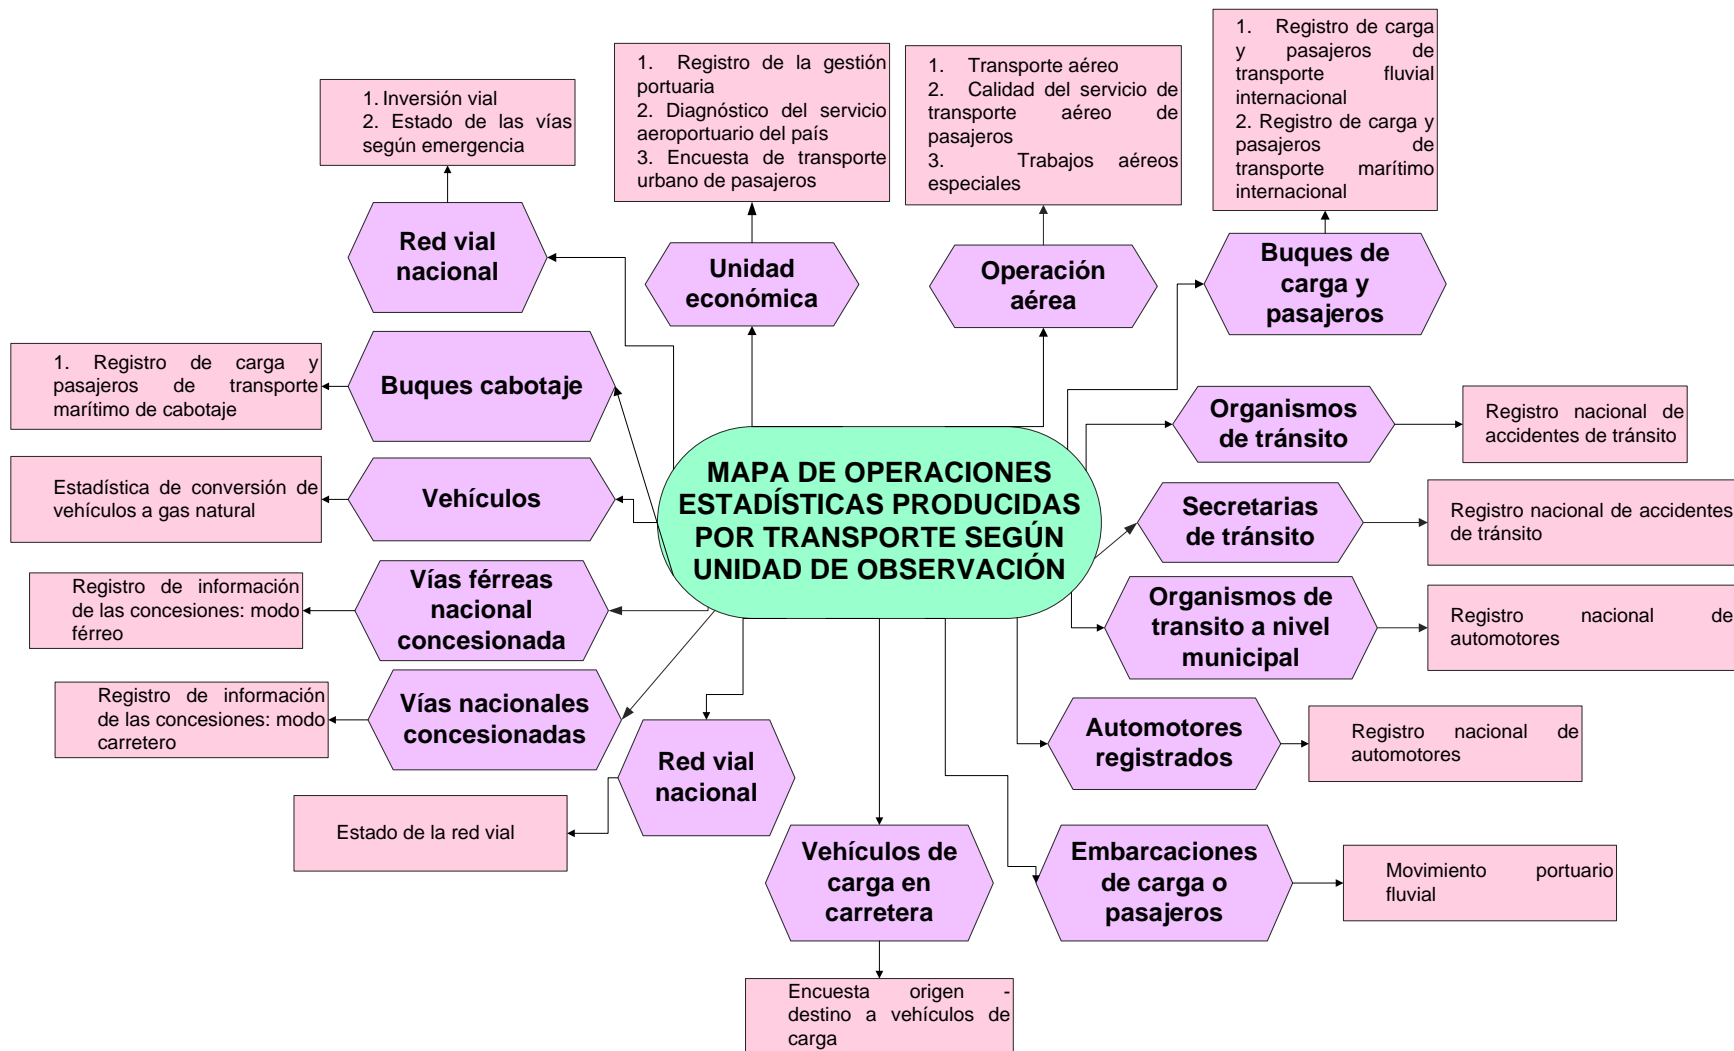 1. Registro de carga
y pasajeros de
transporte fluvial
internacional
2. Registro de carga y
pasajeros de
transporte marítimo
internacional
1. Registro de la gestión
portuaria
2. Diagnóstico del servicio
aeroportuario del país
3. Encuesta de transporte
urbano de pasajeros
1. Transporte aéreo
2. Calidad del servicio de
transporte aéreo de
pasajeros
3. Trabajos aéreos
especiales
1. Inversión vial
2. Estado de las vías
según emergencia
Red vial
nacional
Unidad
económica
Operación
aérea
Buques de
carga y
pasajeros
1. Registro de carga y
pasajeros de transporte
marítimo de cabotaje
Buques cabotaje
Organismos
de tránsito
Registro nacional de
accidentes de tránsito
MAPA DE OPERACIONES
ESTADÍSTICAS PRODUCIDAS
POR TRANSPORTE SEGÚN
UNIDAD DE OBSERVACIÓN
Estadística de conversión de
vehículos a gas natural
Vehículos
Secretarias
de tránsito
Registro nacional de accidentes
de tránsito
Registro de información
de las concesiones: modo
férreo
Vías férreas
nacional
concesionada
Organismos de
transito a nivel
municipal
Registro nacional de
automotores
Registro de información
de las concesiones: modo
carretero
Vías nacionales
concesionadas
Red vial
nacional
Automotores
registrados
Registro nacional de
automotores
Estado de la red vial
Vehículos de
carga en
carretera
Embarcaciones
de carga o
pasajeros
Movimiento portuario
fluvial
Encuesta origen -
destino a vehículos de
carga